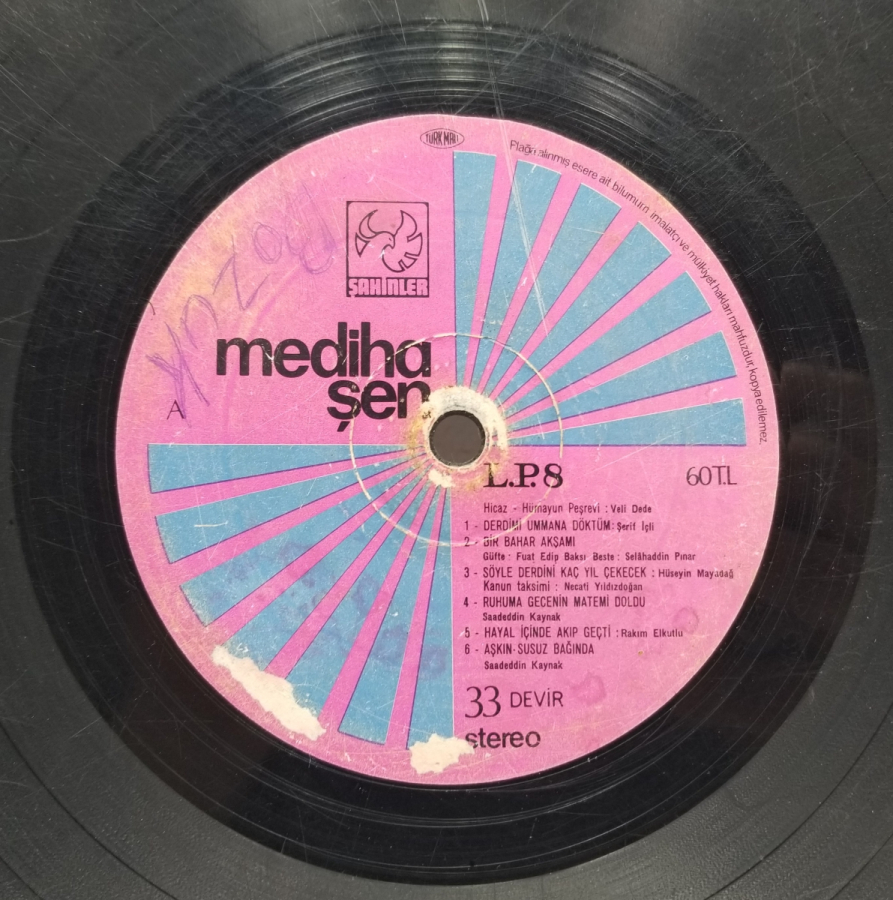 TÜRK MALI
Plağa alınmış esere ait bilumum imalatçı ve mülkiyet hakları mahfuzdur, kopya edilemez
ŞAHİNLER
mediha
şen
A
L.P.8
60T.L
Hicaz - Hümayun Peşrevi : Veli Dede
1 - DERDİMİ UMMANA DÖKTÜM: Şerif İçli
2 - BİR BAHAR AKŞAMI
Güfte : Fuat Edip Baksı Beste : Selâhaddin Pınar
3 - SÖYLE DERDİNİ KAÇ YIL ÇEKECEK : Hüseyin Mayadağ
Kanun taksimi : Necati Yıldızdoğan
4 - RUHUMA GECENİN MATEMİ DOLDU
Saadeddin Kaynak
5 - HAYAL İÇİNDE AKIP GEÇTİ : Rakım Elkutlu
6 - AŞKIN SUSUZ BAĞINDA
Saadeddin Kaynak
33 DEVİR
stereo